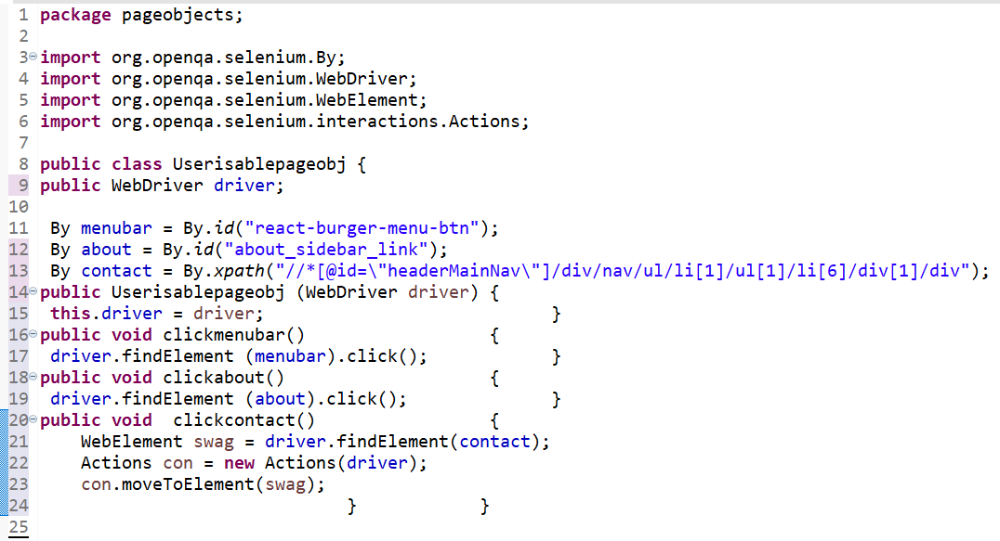 1 package pageobjects;
2
3 import org.openqa.selenium.By;
4 import org.openqa.selenium.WebDriver;
5 import org.openqa.selenium.WebElement;
6 import org.openqa.selenium.interactions.Actions;
7
8 public class Userisablepageobj {
9 public WebDriver driver;
10
11 By menubar = By.id("react-burger-menu-btn");
12 By about = By.id("about_sidebar_link");
13 By contact = By.xpath("//*[@id=\"headerMainNav\"]/div/nav/ul/li[1]/ul[1]/li[6]/div[1]/div");
14 public Userisablepageobj (WebDriver driver) {
15 this.driver = driver; }
16 public void clickmenubar() {
17 driver.findElement (menubar).click(); }
18 public void clickabout() {
19 driver.findElement (about).click(); }
20 public void clickcontact() {
21 WebElement swag = driver.findElement(contact);
22 Actions con = new Actions(driver);
23 con.moveToElement(swag);
24 } }
25